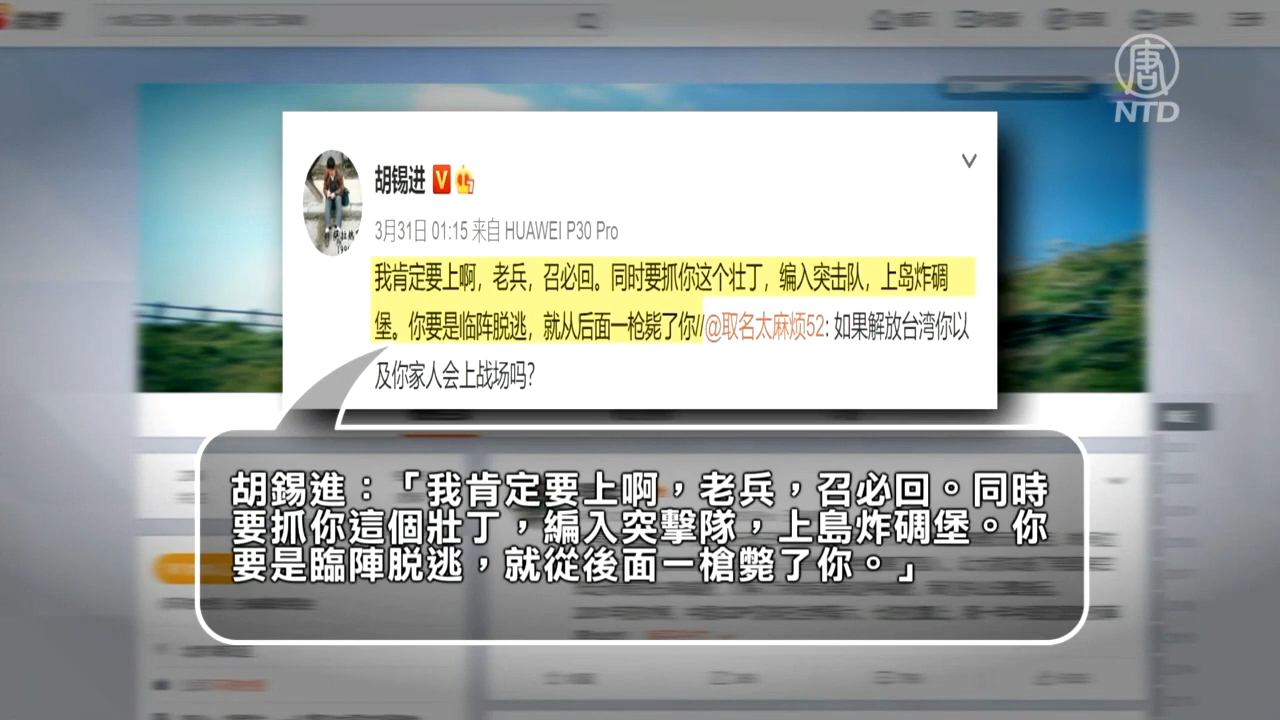 唐
NTD
胡锡进
3月31日 01:15 来自 HUAWEI P30 Pro
我肯定要上啊，老兵，召必回。同时要抓你这个壮丁，编入突击队，上岛炸碉
堡。你要是临阵脱逃，就从后面一枪毙了你//@取名太麻烦52: 如果解放台湾你以
及你家人会上战场吗？
胡錫進：「我肯定要上啊，老兵，召必回。同時
要抓你這個壯丁，編入突擊隊，上島炸碉堡。你
要是臨陣脫逃，就從後面一槍斃了你。」